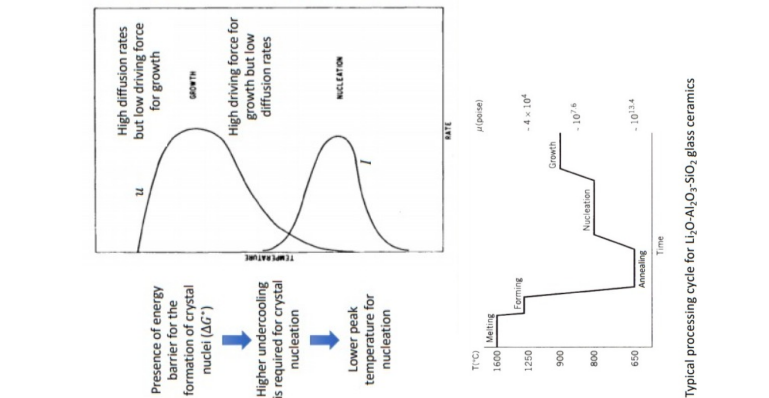 Presence of energy
barrier for the
formation of crystal
nuclei (ΔG*)
Higher undercooling
is required for crystal
nucleation
Lower peak
temperature for
nucleation
TEMPERATURE
High diffusion rates
but low driving force
for growth
u
GROWTH
High driving force for
growth but low
diffusion rates
NUCLEATION
I
RATE
T(°C)
μ(poise)
1600
Melting
1250
Forming
- 4 × 10⁴
900
Growth
- 10⁷·⁶
800
Nucleation
650
Annealing
- 10¹³·⁴
Time
Typical processing cycle for Li₂O-Al₂O₃-SiO₂ glass ceramics